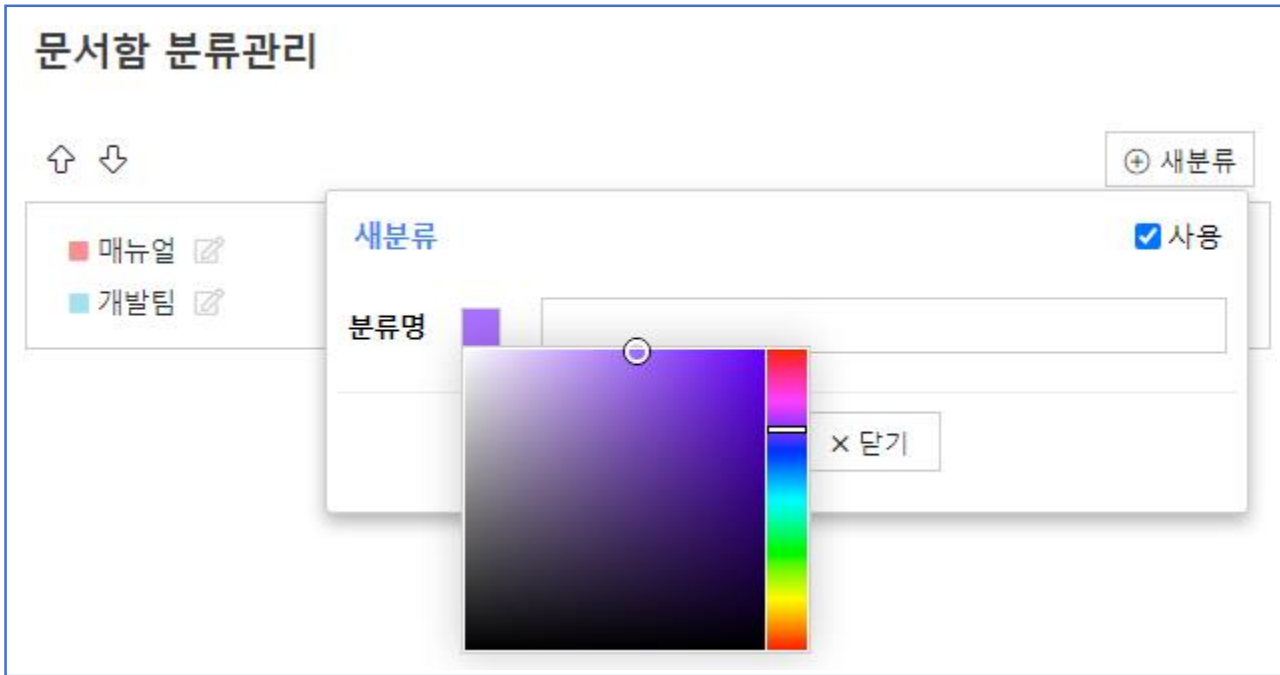 문서함 분류관리
새분류
매뉴얼
개발팀
새분류
사용
분류명
닫기